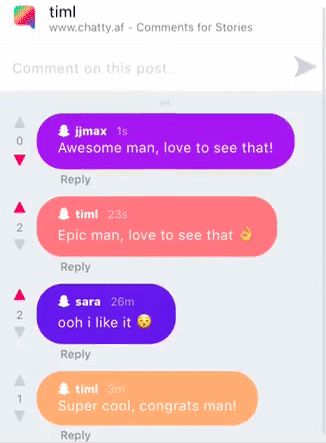 timl
www.chatty.af - Comments for Stories
Comment on this post..
jjmax 1s
0
Awesome man, love to see that!
Reply
timl 23s
2
Epic man, love to see that 👌
Reply
sara 26m
2
ooh i like it 😉
Reply
timl 3m
1
Super cool, congrats man!
Reply